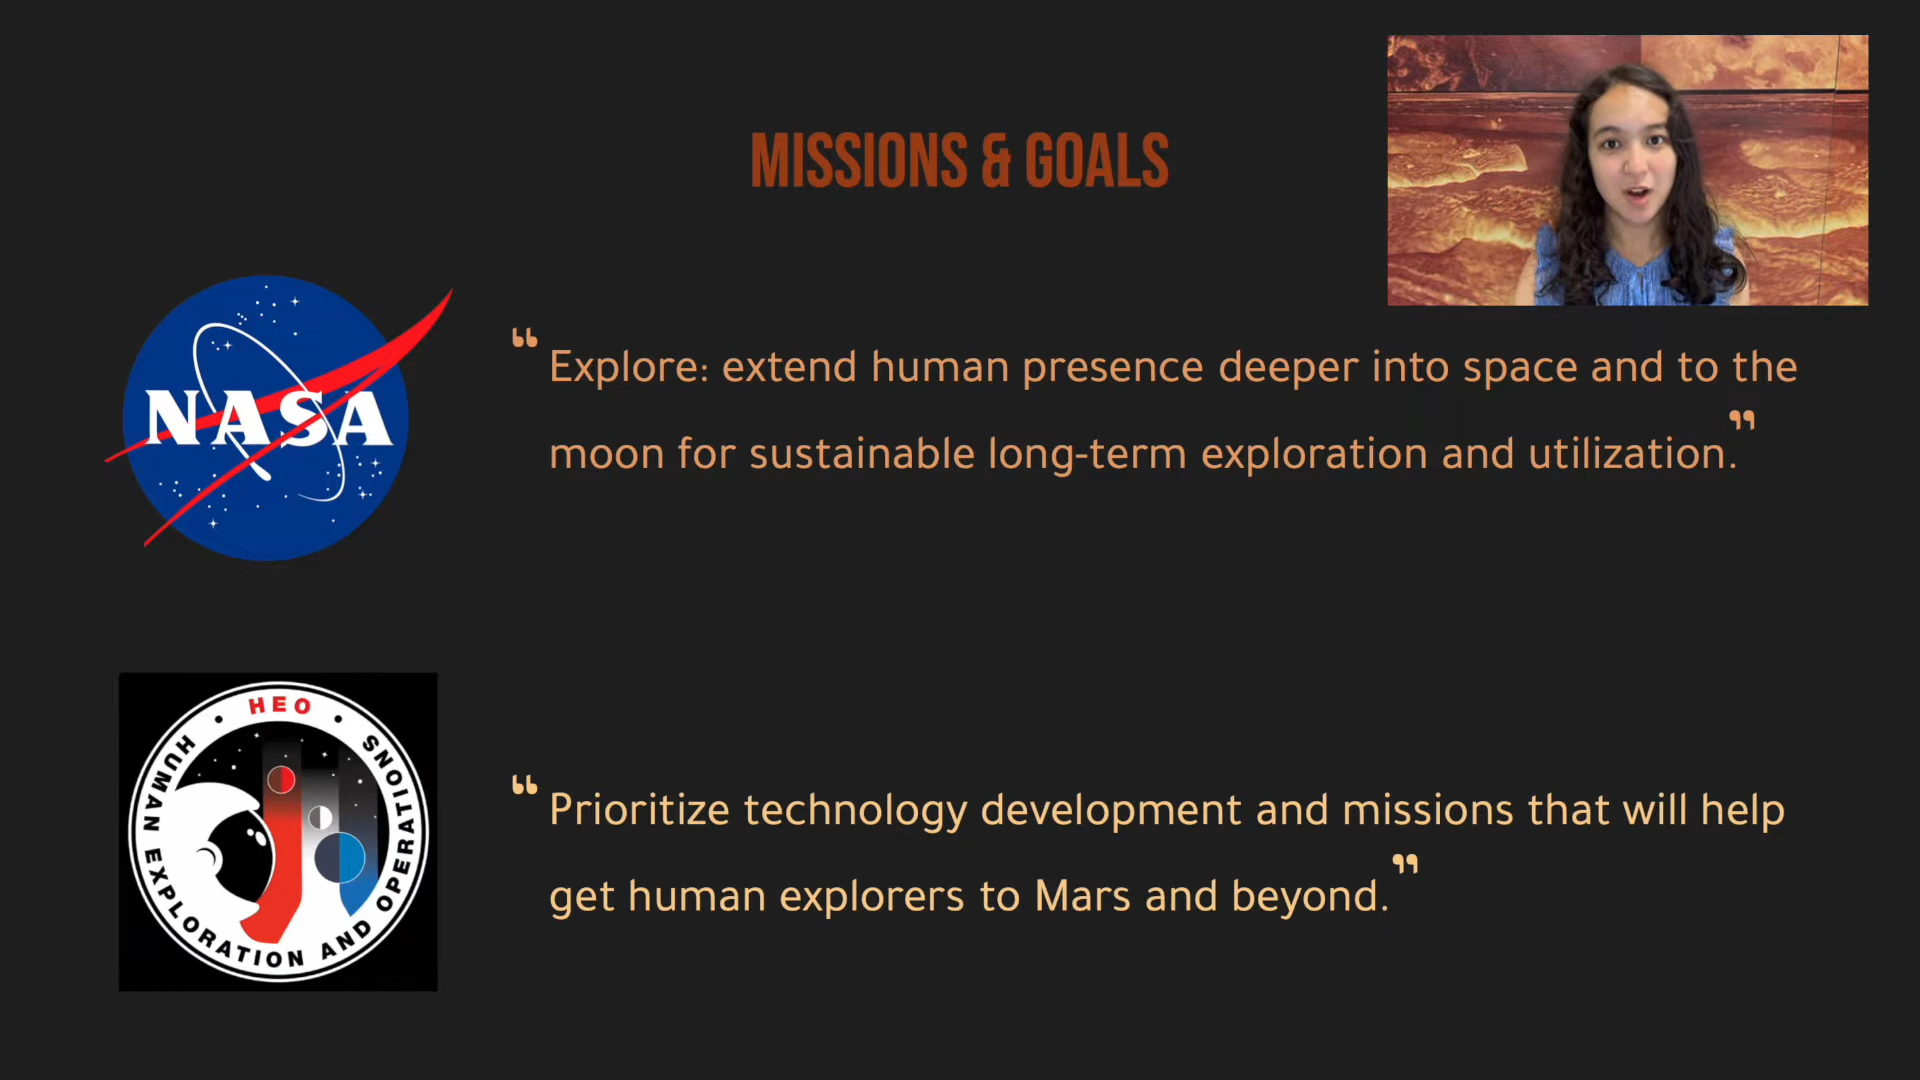 MISSIONS & GOALS
NASA
“Explore: extend human presence deeper into space and to the
moon for sustainable long-term exploration and utilization.”
HEO
HUMAN EXPLORATION AND OPERATIONS
“Prioritize technology development and missions that will help
get human explorers to Mars and beyond.”